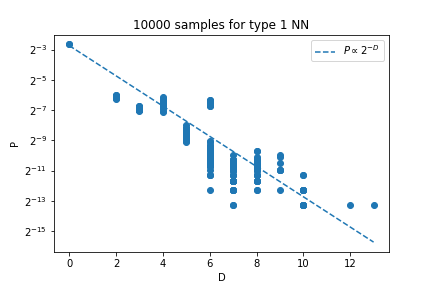 10000 samples for type 1 NN
P ∝ 2⁻ᴰ
2⁻³
2⁻⁵
2⁻⁷
2⁻⁹
2⁻¹¹
2⁻¹³
2⁻¹⁵
P
0 2 4 6 8 10 12
D